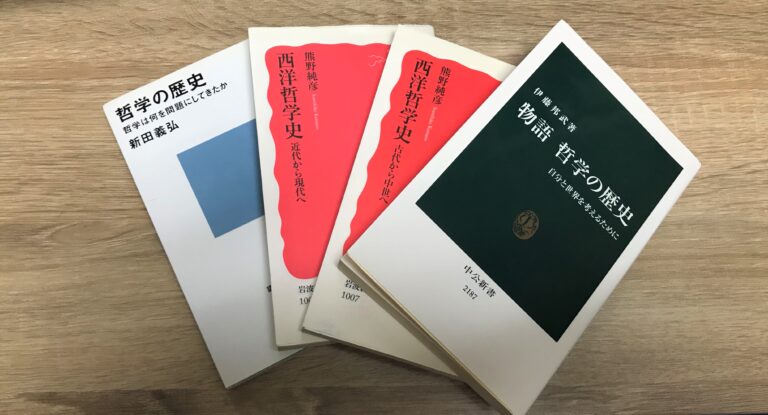 哲学の歴史
哲学は何を問題にしてきたか
新田義弘
熊野純彦
西洋哲学史
近代から現代へ
岩波
熊野純彦
西洋哲学史
古代から中世へ
岩波
1007
伊藤邦武著
物語 哲学の歴史
自分と世界を考えるために
中公新書
2187